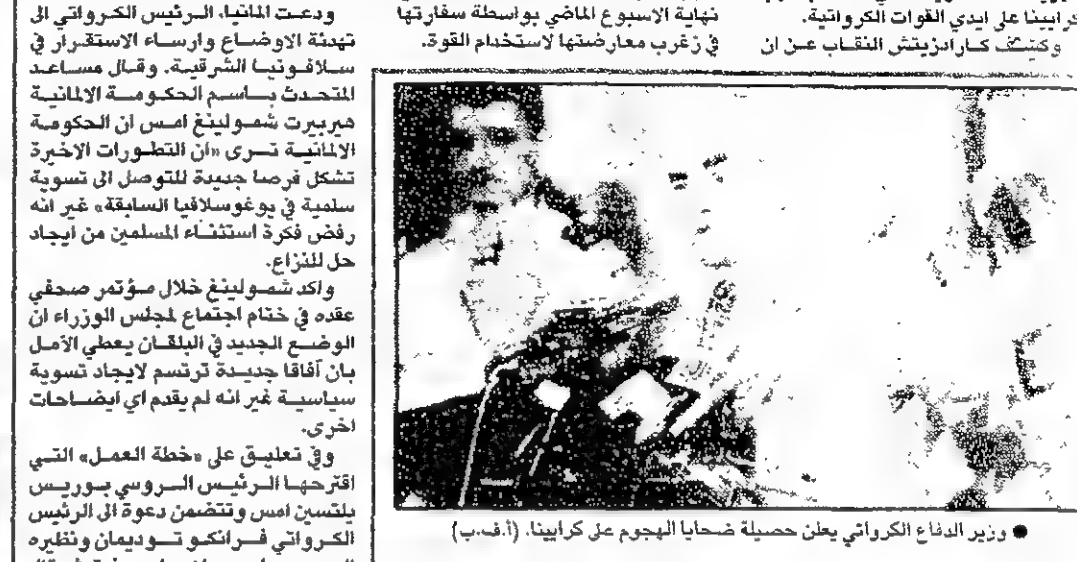 كرايينا على ايدي القوات الكرواتية.
وكشف كارادزيتش النقاب عن ان
نهاية الاسبوع الماضي بواسطة سفارتها
في زغرب معارضتها لاستخدام القوة.
● وزير الدفاع الكرواتي يعلن حصيلة ضحايا الهجوم على كرايينا. (أ.ف.ب)
ودعت المانيا، الرئيس الكرواتي الى
تهدئة الاوضاع وارساء الاستقرار في
سلافونيا الشرقية. وقال مساعد
المتحدث باسم الحكومة الالمانية
هيربيرت شمولينغ امس ان الحكومة
الالمانية ترى «ان التطورات الاخيرة
تشكل فرصا جديدة للتوصل الى تسوية
سلمية في يوغوسلافيا السابقة» غير انه
رفض فكرة استثناء المسلمين من ايجاد
حل للنزاع.
واكد شمولينغ خلال مؤتمر صحفي
عقده في ختام اجتماع لمجلس الوزراء ان
الوضع الجديد في البلقان يعطي الأمل
بان آفاقا جديدة ترتسم لايجاد تسوية
سياسية غير انه لم يقدم اي ايضاحات
اخرى.
وفي تعليق على «خطة العمل» التي
اقترحها الرئيس الروسي بوريس
يلتسين امس وتتضمن دعوة الى الرئيس
الكرواتي فرانكو توديمان ونظيره